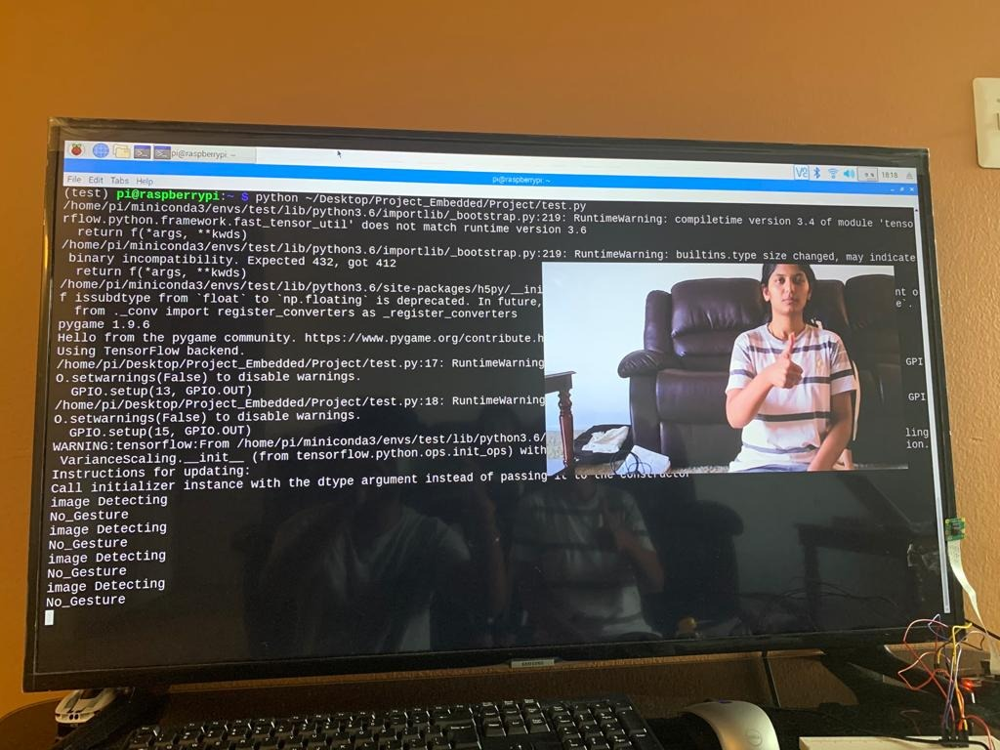 pi@raspberrypi: ~
V2
18:18
File Edit Tabs Help
pi@raspberrypi: ~
(test) pi@raspberrypi:~ $ python ~/Desktop/Project_Embedded/Project/test.py
/home/pi/miniconda3/envs/test/lib/python3.6/importlib/_bootstrap.py:219: RuntimeWarning: compiletime version 3.4 of module 'tenso
rflow.python.framework.fast_tensor_util' does not match runtime version 3.6
return f(*args, **kwds)
/home/pi/miniconda3/envs/test/lib/python3.6/importlib/_bootstrap.py:219: RuntimeWarning: builtins.type size changed, may indicate
binary incompatibility. Expected 432, got 412
return f(*args, **kwds)
/home/pi/miniconda3/envs/test/lib/python3.6/site-packages/h5py/__ini nt o
f issubdtype from `float` to `np.floating` is deprecated. In future, e`.
from ._conv import register_converters as _register_converters
pygame 1.9.6
Hello from the pygame community. https://www.pygame.org/contribute.h
Using TensorFlow backend.
/home/pi/Desktop/Project_Embedded/Project/test.py:17: RuntimeWarning GPI
O.setwarnings(False) to disable warnings.
GPIO.setup(13, GPIO.OUT)
/home/pi/Desktop/Project_Embedded/Project/test.py:18: RuntimeWarning GPI
O.setwarnings(False) to disable warnings.
GPIO.setup(15, GPIO.OUT)
WARNING:tensorflow:From /home/pi/miniconda3/envs/test/lib/python3.6/ ling
VarianceScaling.__init__ (from tensorflow.python.ops.init_ops) with ion.
Instructions for updating:
Call initializer instance with the dtype argument instead of passing it to the constructor
image Detecting
No_Gesture
image Detecting
No_Gesture
image Detecting
No_Gesture
image Detecting
No_Gesture
SAMSUNG